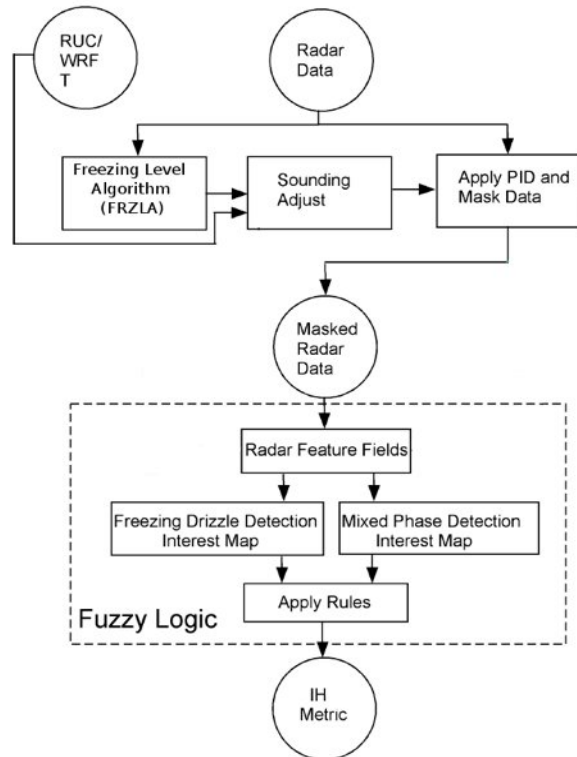 RUC/
WRF
T
Radar
Data
Freezing Level
Algorithm
(FRZLA)
Sounding
Adjust
Apply PID and
Mask Data
Masked
Radar
Data
Radar Feature Fields
Freezing Drizzle Detection
Interest Map
Mixed Phase Detection
Interest Map
Apply Rules
Fuzzy Logic
IH
Metric